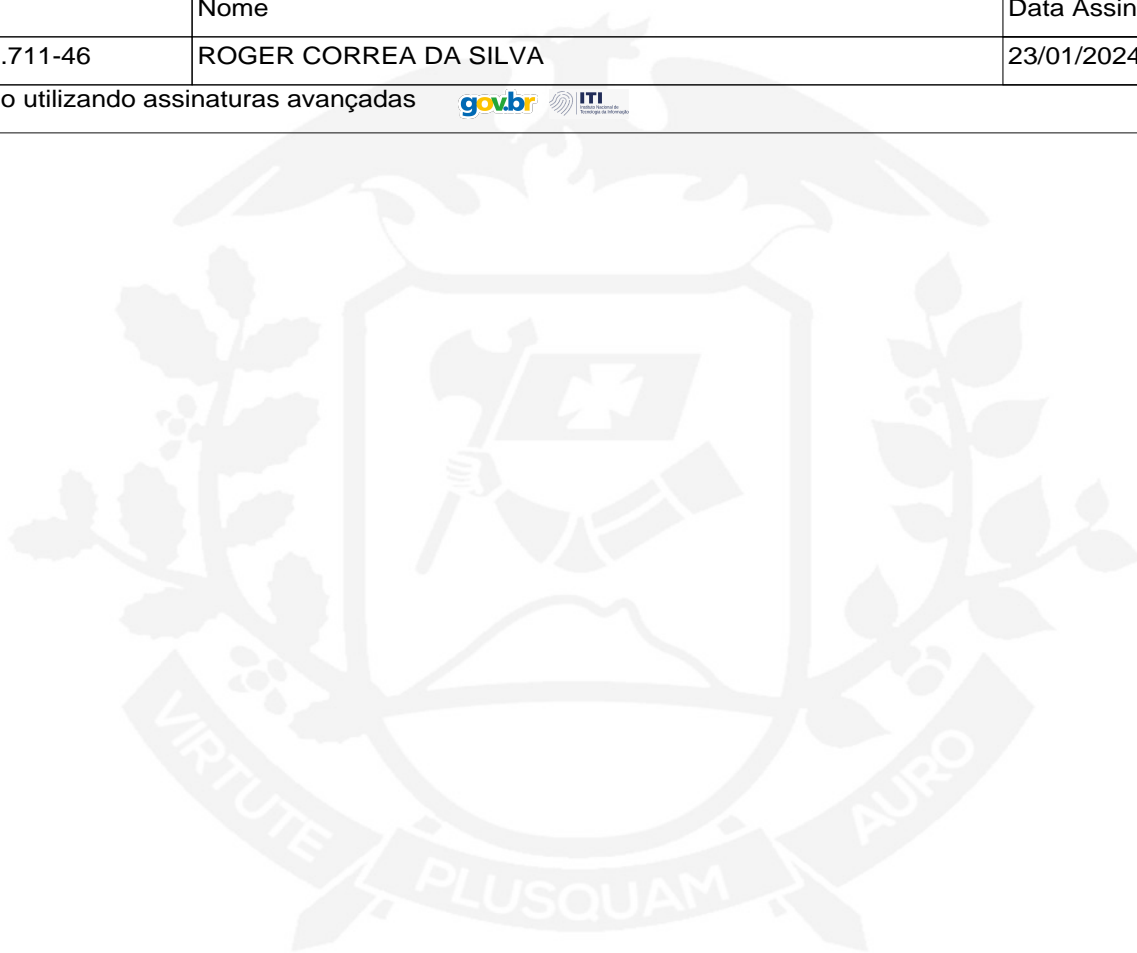 Nome Data Assin
.711-46 ROGER CORREA DA SILVA 23/01/2024
o utilizando assinaturas avançadas gov.br ITI
VIRTUTE PLUSQUAM AURO